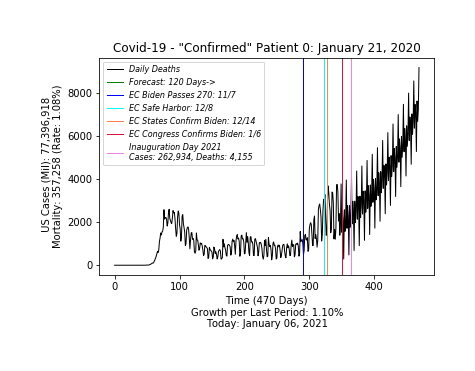 Covid-19 - "Confirmed" Patient 0: January 21, 2020
Daily Deaths
Forecast: 120 Days->
EC Biden Passes 270: 11/7
EC Safe Harbor: 12/8
EC States Confirm Biden: 12/14
EC Congress Confirms Biden: 1/6
Inauguration Day 2021
Cases: 262,934, Deaths: 4,155
US Cases (Mil): 77,396,918
Mortality: 357,258 (Rate: 1.08%)
8000
6000
4000
2000
0
0 100 200 300 400
Time (470 Days)
Growth per Last Period: 1.10%
Today: January 06, 2021